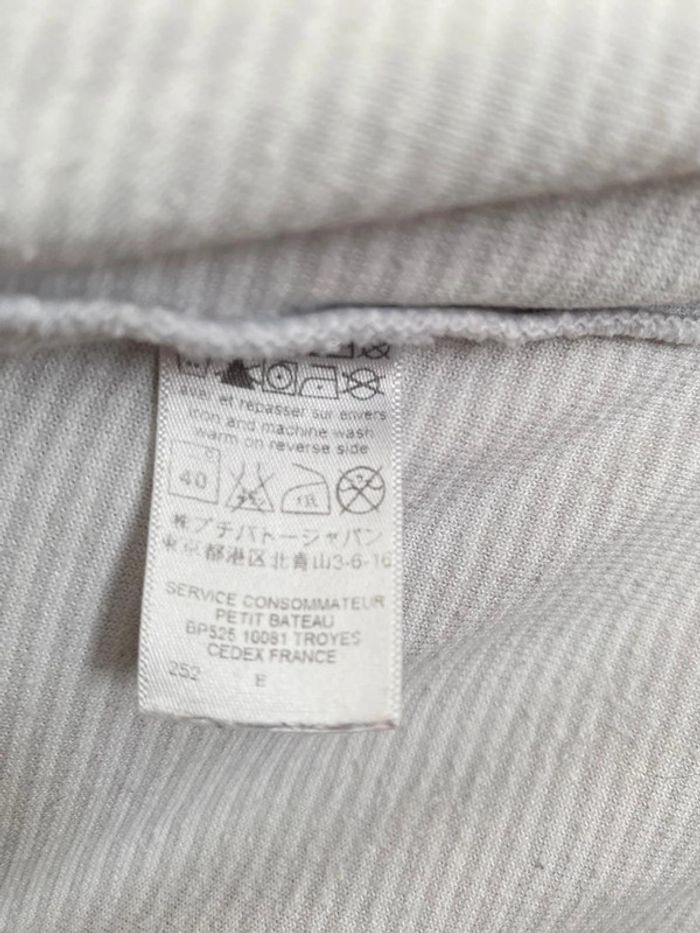 laver et repasser sur envers
iron and machine wash
warm on reverse side
40
㈱プチバトージャパン
東京都港区北青山3-6-16
SERVICE CONSOMMATEUR
PETIT BATEAU
BP525 10081 TROYES
CEDEX FRANCE
252 E